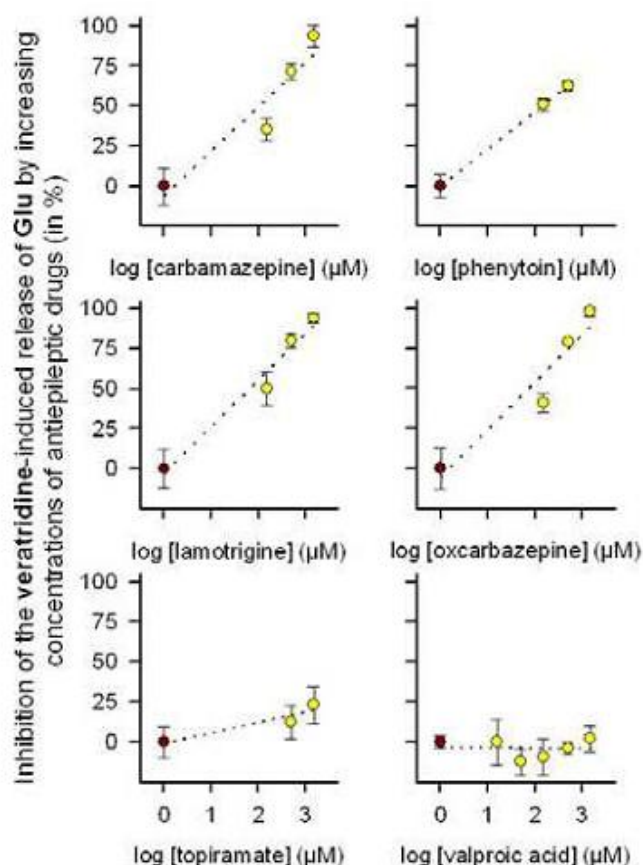 Inhibition of the veratridine-induced release of Glu by increasing
concentrations of antiepileptic drugs (in %)
100
75
50
25
0
log [carbamazepine] (µM)
log [phenytoin] (µM)
100
75
50
25
0
log [lamotrigine] (µM)
log [oxcarbazepine] (µM)
100
75
50
25
0
0 1 2 3
0 1 2 3
log [topiramate] (µM)
log [valproic acid] (µM)